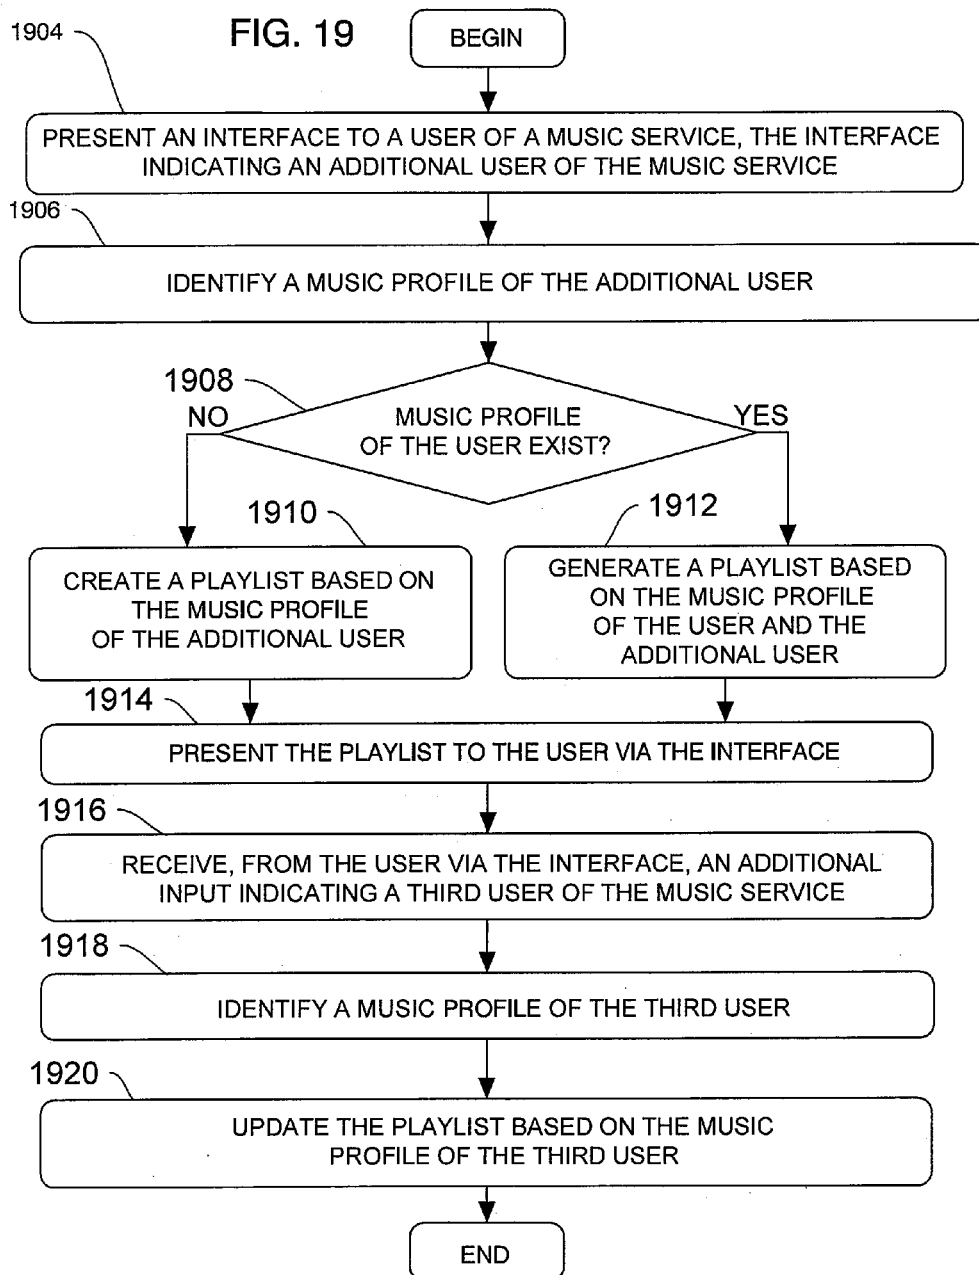 1904
FIG. 19
BEGIN
PRESENT AN INTERFACE TO A USER OF A MUSIC SERVICE, THE INTERFACE
INDICATING AN ADDITIONAL USER OF THE MUSIC SERVICE
1906
IDENTIFY A MUSIC PROFILE OF THE ADDITIONAL USER
1908
NO
MUSIC PROFILE
OF THE USER EXIST?
YES
1910
CREATE A PLAYLIST BASED ON
THE MUSIC PROFILE
OF THE ADDITIONAL USER
1912
GENERATE A PLAYLIST BASED
ON THE MUSIC PROFILE
OF THE USER AND THE
ADDITIONAL USER
1914
PRESENT THE PLAYLIST TO THE USER VIA THE INTERFACE
1916
RECEIVE, FROM THE USER VIA THE INTERFACE, AN ADDITIONAL
INPUT INDICATING A THIRD USER OF THE MUSIC SERVICE
1918
IDENTIFY A MUSIC PROFILE OF THE THIRD USER
1920
UPDATE THE PLAYLIST BASED ON THE MUSIC
PROFILE OF THE THIRD USER
END